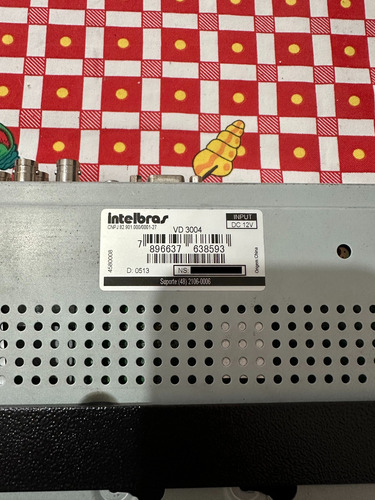 intelbras
CNPJ 82.901.000/0001-27
INPUT
DC 12V
VD 3004
7 896637 638593
4580008
Origem: China
D: 0513
N/S:
Suporte (48) 2106-0006